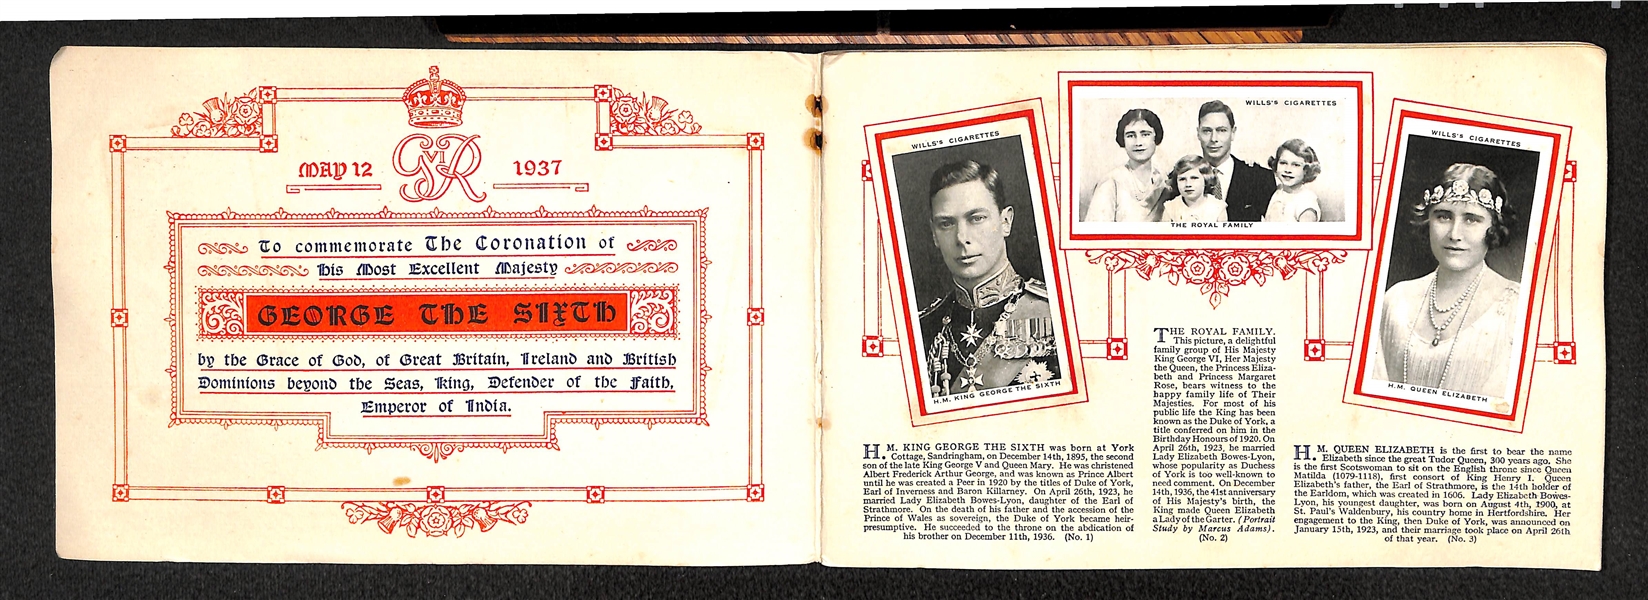 MAY 12 GVIR 1937
To commemorate The Coronation of
His Most Excellent Majesty
GEORGE THE SIXTH
by the Grace of God, of Great Britain, Ireland and British
Dominions beyond the Seas, King, Defender of the Faith,
Emperor of India.
WILLS'S CIGARETTES
H.M. KING GEORGE THE SIXTH
WILLS'S CIGARETTES
THE ROYAL FAMILY
WILLS'S CIGARETTES
H.M. QUEEN ELIZABETH
H. M. KING GEORGE THE SIXTH was born at York
Cottage, Sandringham, on December 14th, 1895, the second
son of the late King George V and Queen Mary. He was christened
Albert Frederick Arthur George, and was known as Prince Albert
until he was created a Peer in 1920 by the titles of Duke of York,
Earl of Inverness and Baron Killarney. On April 26th, 1923, he
married Lady Elizabeth Bowes-Lyon, daughter of the Earl of
Strathmore. On the death of his father and the accession of the
Prince of Wales as sovereign, the Duke of York became heir-
presumptive. He succeeded to the throne on the abdication of
his brother on December 11th, 1936. (No. 1)
THE ROYAL FAMILY.
This picture, a delightful
family group of His Majesty
King George VI, Her Majesty
the Queen, the Princess Eliza-
beth and Princess Margaret
Rose, bears witness to the
happy family life of Their
Majesties. For most of his
public life the King has been
known as the Duke of York, a
title conferred on him in the
Birthday Honours of 1920. On
April 26th, 1923, he married
Lady Elizabeth Bowes-Lyon,
whose popularity as Duchess
of York is too well-known to
need comment. On December
14th, 1936, the 41st anniversary
of His Majesty's birth, the
King made Queen Elizabeth
a Lady of the Garter. (Portrait
Study by Marcus Adams).
(No. 2)
H. M. QUEEN ELIZABETH is the first to bear the name
Elizabeth since the great Tudor Queen, 300 years ago. She
is the first Scotswoman to sit on the English throne since Queen
Matilda (1079-1118), first consort of King Henry I. Queen
Elizabeth's father, the Earl of Strathmore, is the 14th holder of
the Earldom, which was created in 1606. Lady Elizabeth Bowes-
Lyon, his youngest daughter, was born on August 4th, 1900, at
St. Paul's Waldenbury, his country home in Hertfordshire. Her
engagement to the King, then Duke of York, was announced on
January 15th, 1923, and their marriage took place on April 26th
of that year. (No. 3)